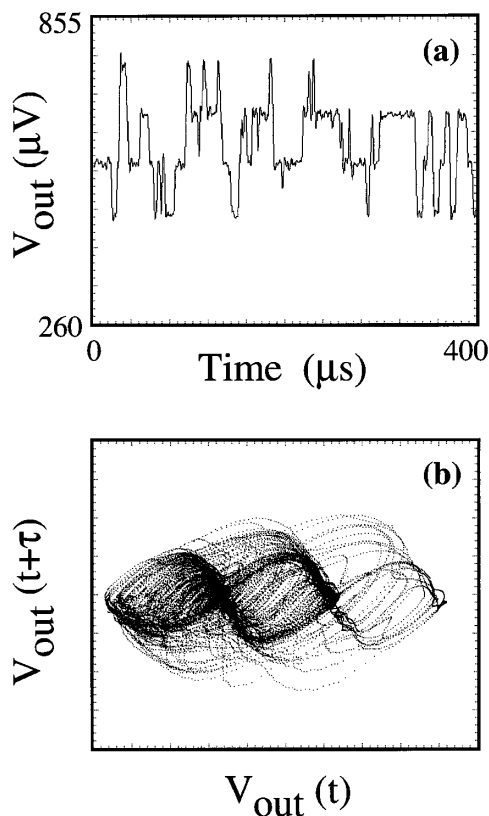 855
(a)
V_out (μV)
260
0
400
Time (μs)
(b)
V_out (t+τ)
V_out (t)